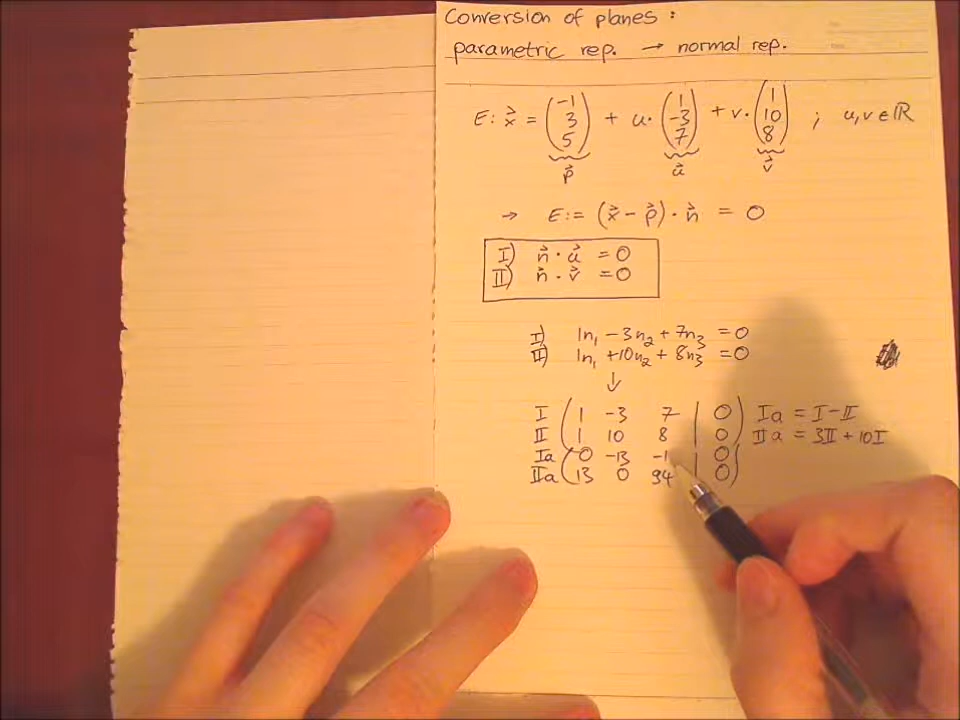 Conversion of planes :
parametric rep. → normal rep.
E: x⃗ = (-1 3 5) + u· (1 -3 7) + v· (1 10 8) ; u,v ∈ ℝ
p⃗ u⃗ v⃗
→ E:= (x⃗ - p⃗) · n⃗ = 0
I) n⃗ · u⃗ = 0
II) n⃗ · v⃗ = 0
I) 1n₁ - 3n₂ + 7n₃ = 0
II) 1n₁ + 10n₂ + 8n₃ = 0
↓
I ( 1 -3 7 | 0 ) Ia = I - II
II ( 1 10 8 | 0 ) IIa = 3II + 10I
Ia ( 0 -13 -1 | 0 )
IIa ( 13 0 94 | 0 )